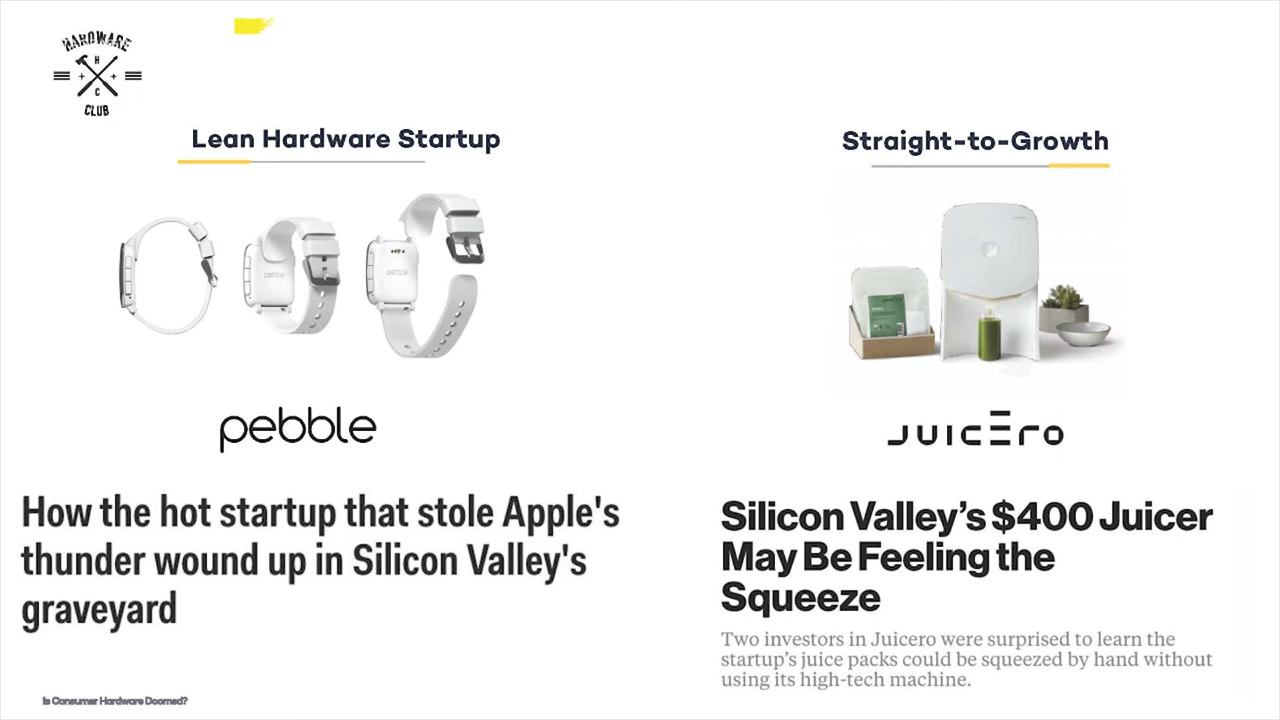 HARDWARE
H
C
CLUB
Lean Hardware Startup
Straight-to-Growth
pebble
pebble
pebble
JUICEro
How the hot startup that stole Apple's
thunder wound up in Silicon Valley's
graveyard
Silicon Valley's $400 Juicer
May Be Feeling the
Squeeze
Two investors in Juicero were surprised to learn the
startup's juice packs could be squeezed by hand without
using its high-tech machine.
Is Consumer Hardware Doomed?